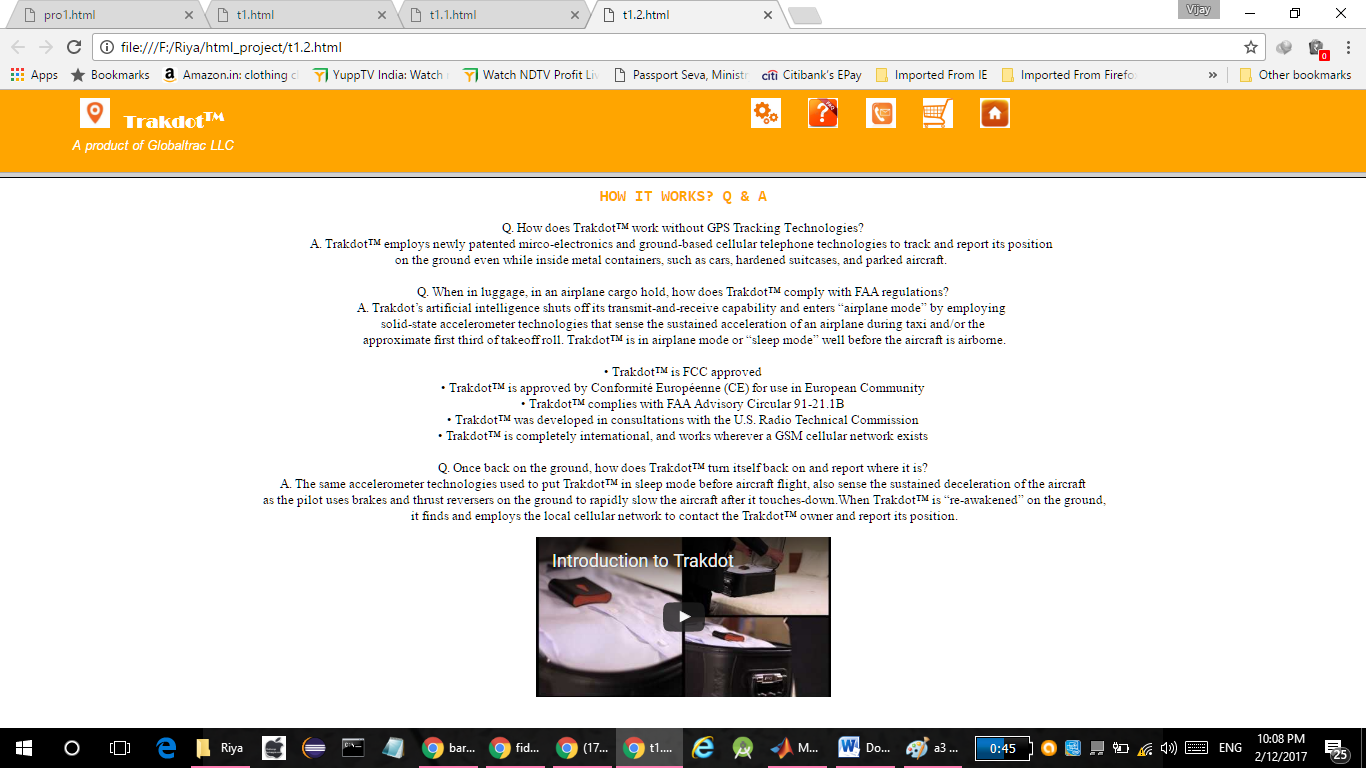 pro1.html
t1.html
t1.1.html
t1.2.html
Vijay
file:///F:/Riya/html_project/t1.2.html
0
Apps
Bookmarks
Amazon.in: clothing c
YuppTV India: Watch
Watch NDTV Profit Liv
Passport Seva, Ministr
citi Citibank's EPay
Imported From IE
Imported From Firefo
»
Other bookmarks
Trakdot™
A product of Globaltrac LLC
HOW IT WORKS? Q & A
Q. How does Trakdot™ work without GPS Tracking Technologies?
A. Trakdot™ employs newly patented mirco-electronics and ground-based cellular telephone technologies to track and report its position
on the ground even while inside metal containers, such as cars, hardened suitcases, and parked aircraft.
Q. When in luggage, in an airplane cargo hold, how does Trakdot™ comply with FAA regulations?
A. Trakdot’s artificial intelligence shuts off its transmit-and-receive capability and enters “airplane mode” by employing
solid-state accelerometer technologies that sense the sustained acceleration of an airplane during taxi and/or the
approximate first third of takeoff roll. Trakdot™ is in airplane mode or “sleep mode” well before the aircraft is airborne.
• Trakdot™ is FCC approved
• Trakdot™ is approved by Conformité Européenne (CE) for use in European Community
• Trakdot™ complies with FAA Advisory Circular 91-21.1B
• Trakdot™ was developed in consultations with the U.S. Radio Technical Commission
• Trakdot™ is completely international, and works wherever a GSM cellular network exists
Q. Once back on the ground, how does Trakdot™ turn itself back on and report where it is?
A. The same accelerometer technologies used to put Trakdot™ in sleep mode before aircraft flight, also sense the sustained deceleration of the aircraft
as the pilot uses brakes and thrust reversers on the ground to rapidly slow the aircraft after it touches-down.When Trakdot™ is “re-awakened” on the ground,
it finds and employs the local cellular network to contact the Trakdot™ owner and report its position.
Introduction to Trakdot
Riya
bar...
fid...
(17...
t1....
M...
Do...
a3 ...
0:45
ENG
10:08 PM
2/12/2017
25